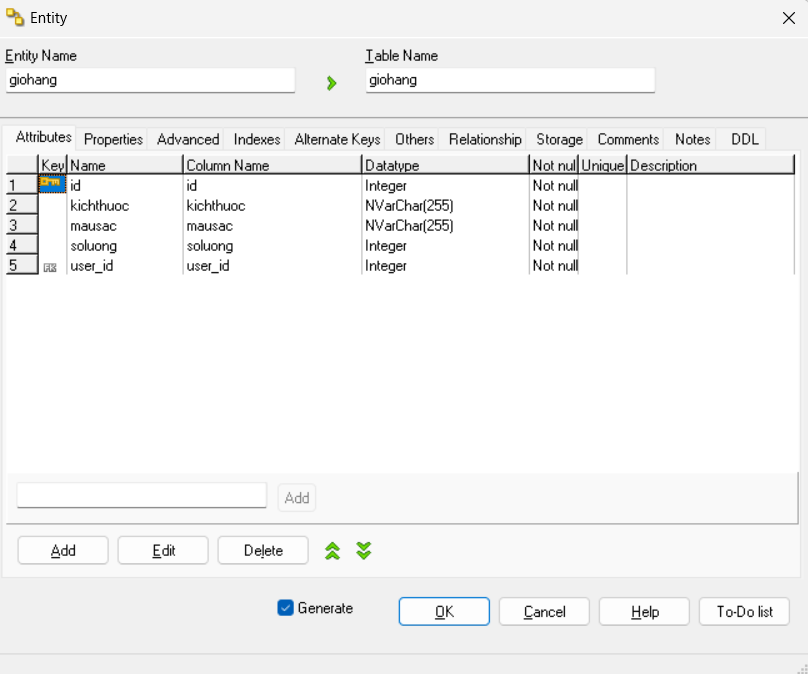 Entity
Entity Name
Table Name
giohang
giohang
Attributes Properties Advanced Indexes Alternate Keys Others Relationship Storage Comments Notes DDL
Key Name Column Name Datatype Not nul Unique Description
1 id id Integer Not null
2 kichthuoc kichthuoc NVarChar(255) Not null
3 mausac mausac NVarChar(255) Not null
4 soluong soluong Integer Not null
5 FK user_id user_id Integer Not null
Add
Add Edit Delete
Generate OK Cancel Help To-Do list